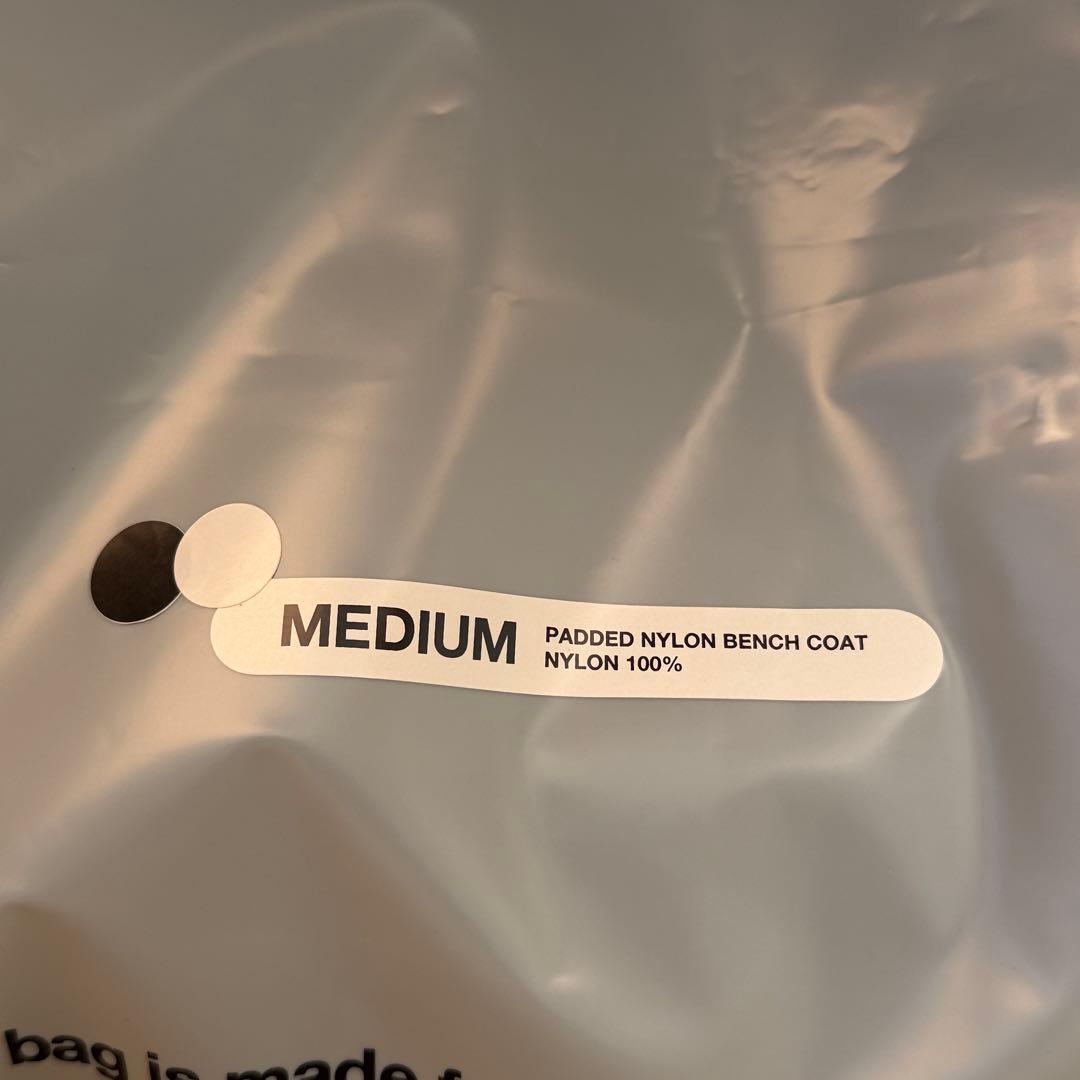 MEDIUM
PADDED NYLON BENCH COAT
NYLON 100%
bag is made